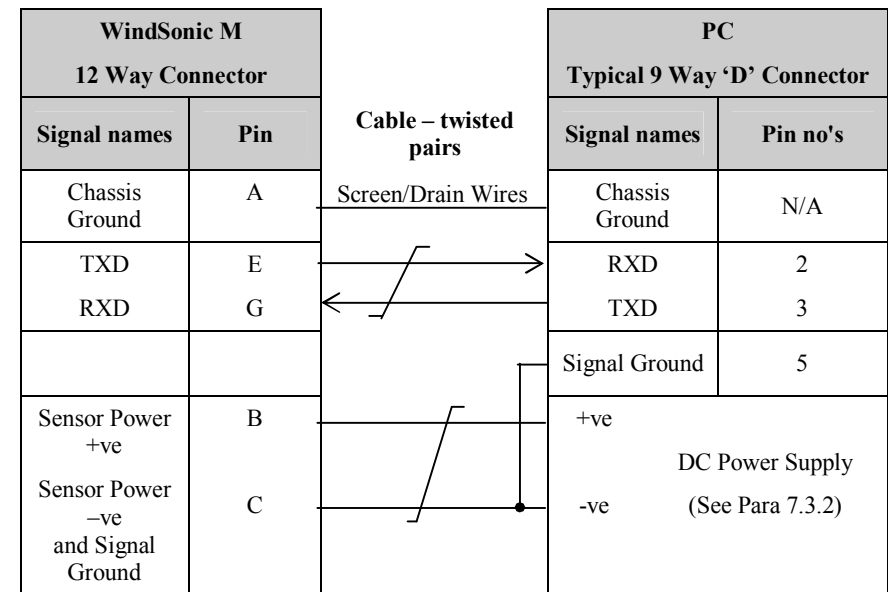 WindSonic M
12 Way Connector
PC
Typical 9 Way ‘D’ Connector
Signal names
Pin
Cable – twisted
pairs
Signal names
Pin no's
Chassis
Ground
A
Screen/Drain Wires
Chassis
Ground
N/A
TXD
E
RXD
2
RXD
G
TXD
3
Signal Ground
5
Sensor Power
+ve
B
+ve
DC Power Supply
(See Para 7.3.2)
Sensor Power
–ve
and Signal
Ground
C
-ve